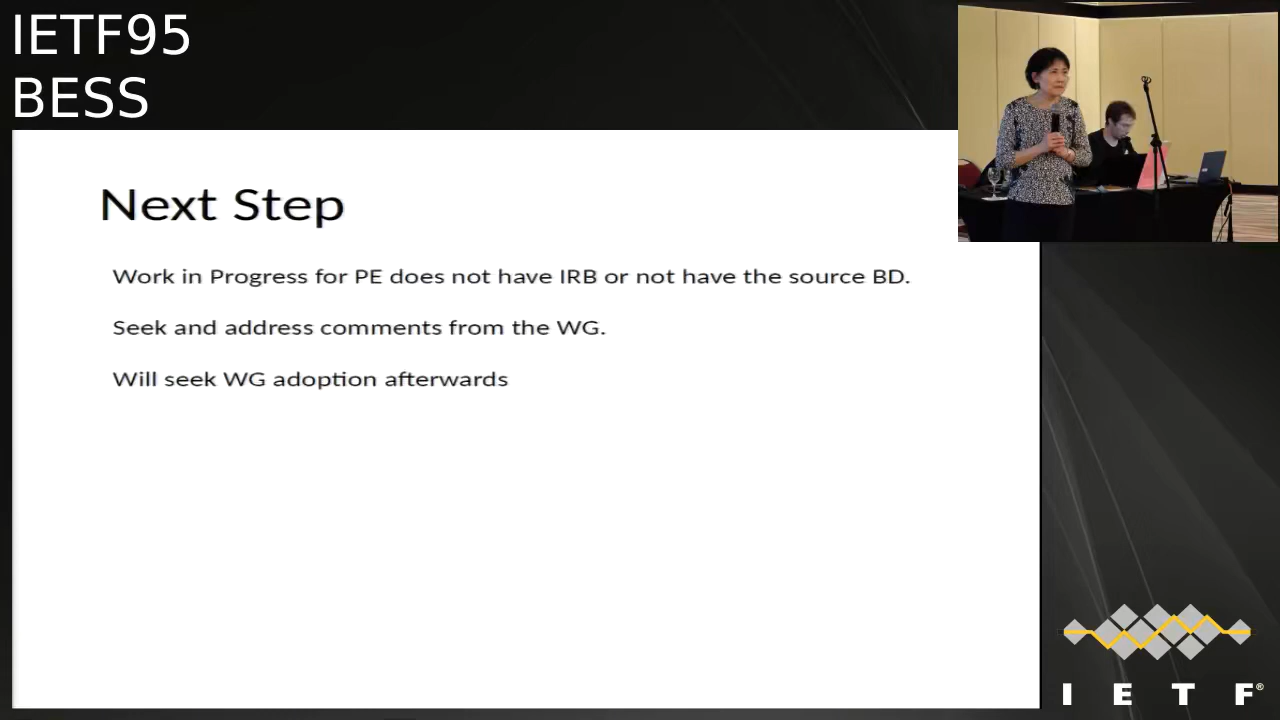 IETF95
BESS
Next Step
Work in Progress for PE does not have IRB or not have the source BD.
Seek and address comments from the WG.
Will seek WG adoption afterwards
I E T F®